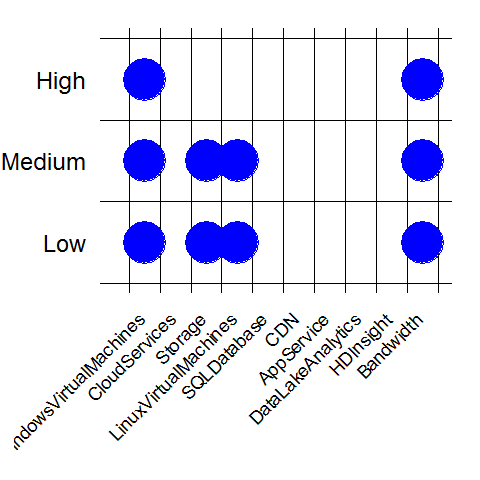 High
Medium
Low
ndowsVirtualMachines
CloudServices
Storage
LinuxVirtualMachines
SQLDatabase
CDN
AppService
DataLakeAnalytics
HDInsight
Bandwidth